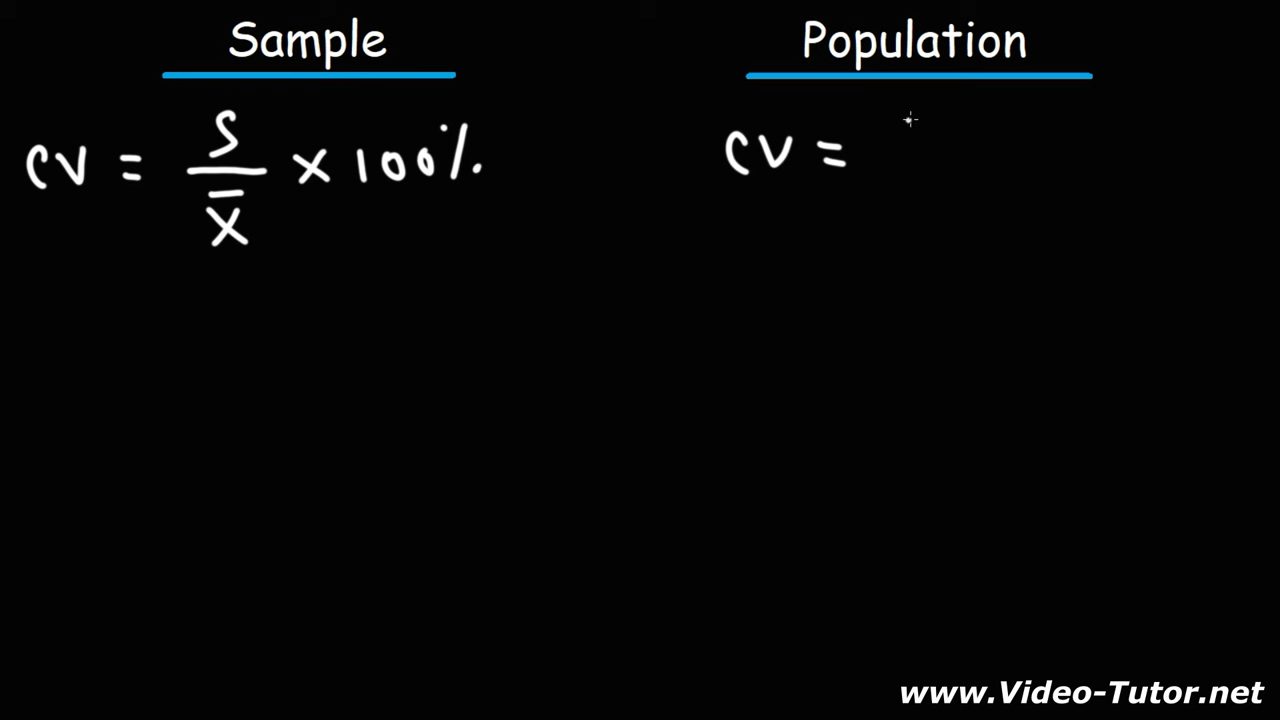 Sample
Population
CV = S / x̄ × 100%
CV =
www.Video-Tutor.net